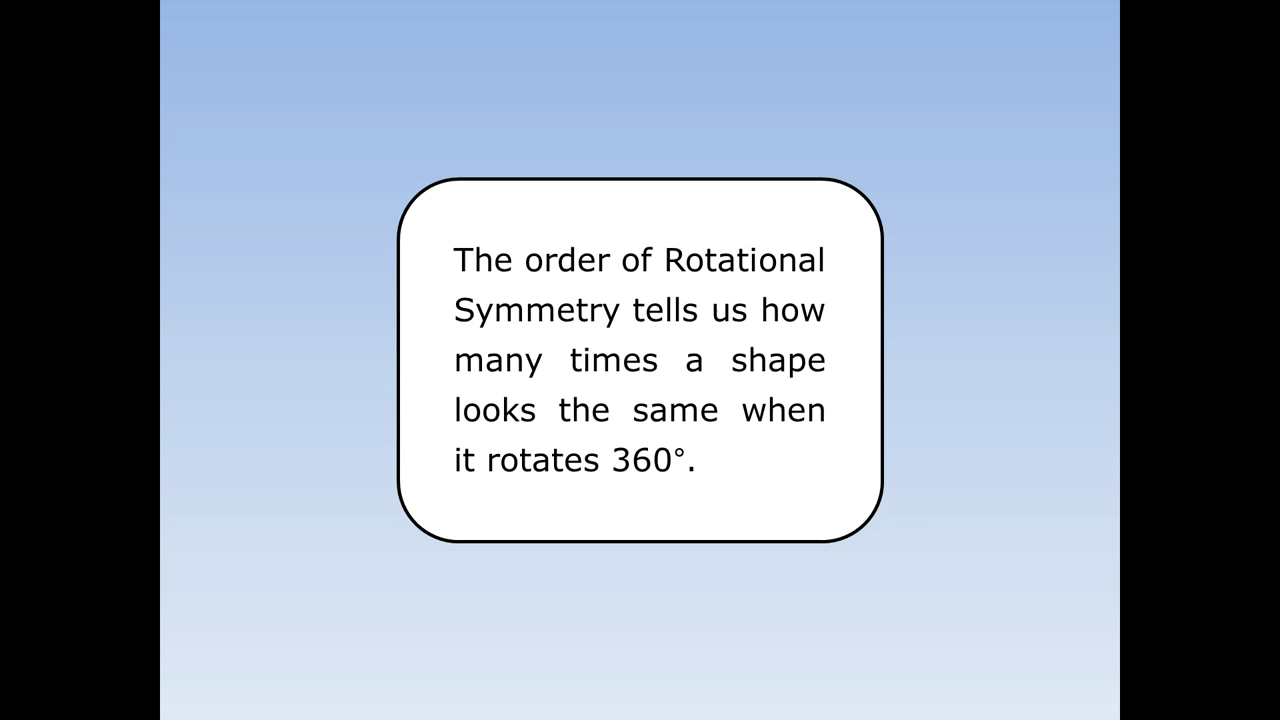 The order of Rotational
Symmetry tells us how
many times a shape
looks the same when
it rotates 360°.